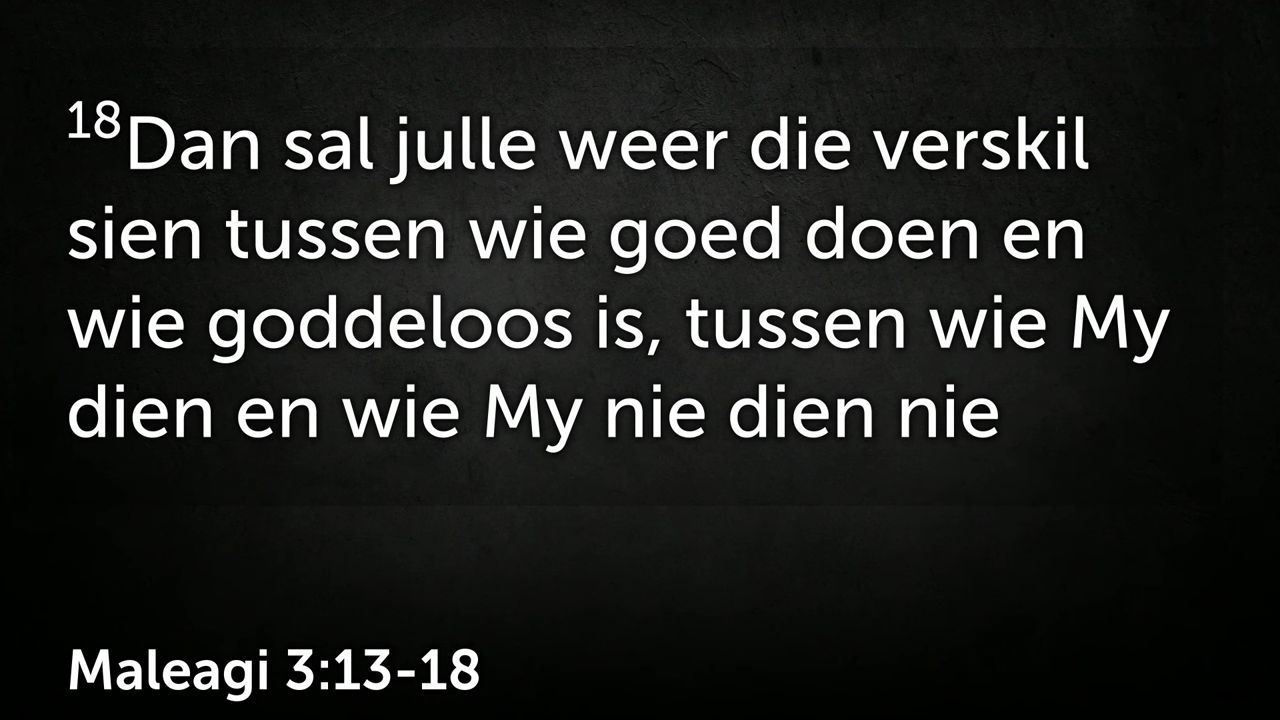 18Dan sal julle weer die verskil
sien tussen wie goed doen en
wie goddeloos is, tussen wie My
dien en wie My nie dien nie
Maleagi 3:13-18